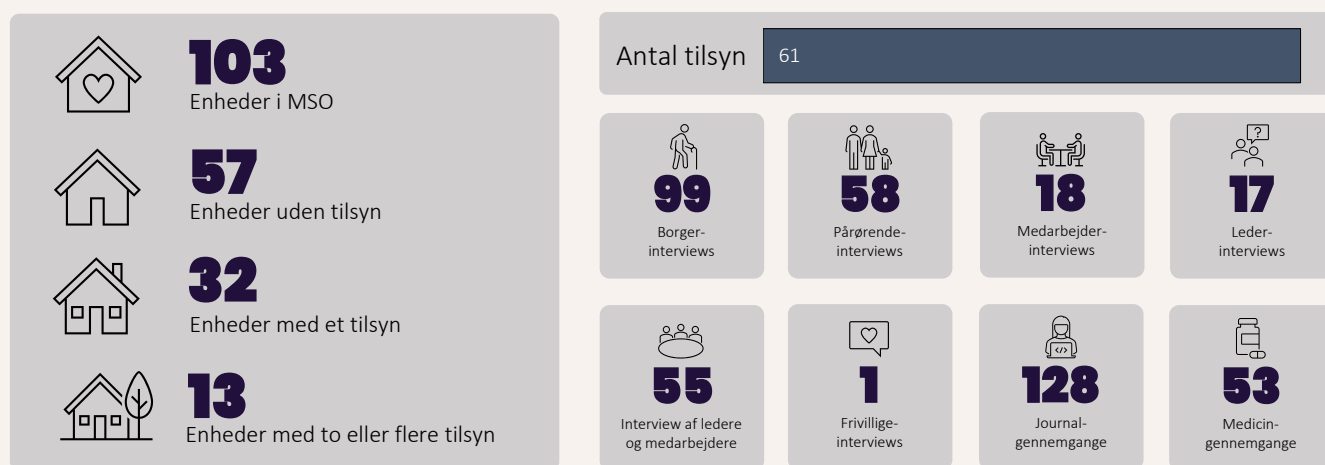 103
Enheder i MSO
57
Enheder uden tilsyn
32
Enheder med et tilsyn
13
Enheder med to eller flere tilsyn
Antal tilsyn
61
99
Borger-
interviews
58
Pårørende-
interviews
18
Medarbejder-
interviews
?
17
Leder-
interviews
55
Interview af ledere
og medarbejdere
1
Frivillige-
interviews
</>
128
Journal-
gennemgange
53
Medicin-
gennemgange